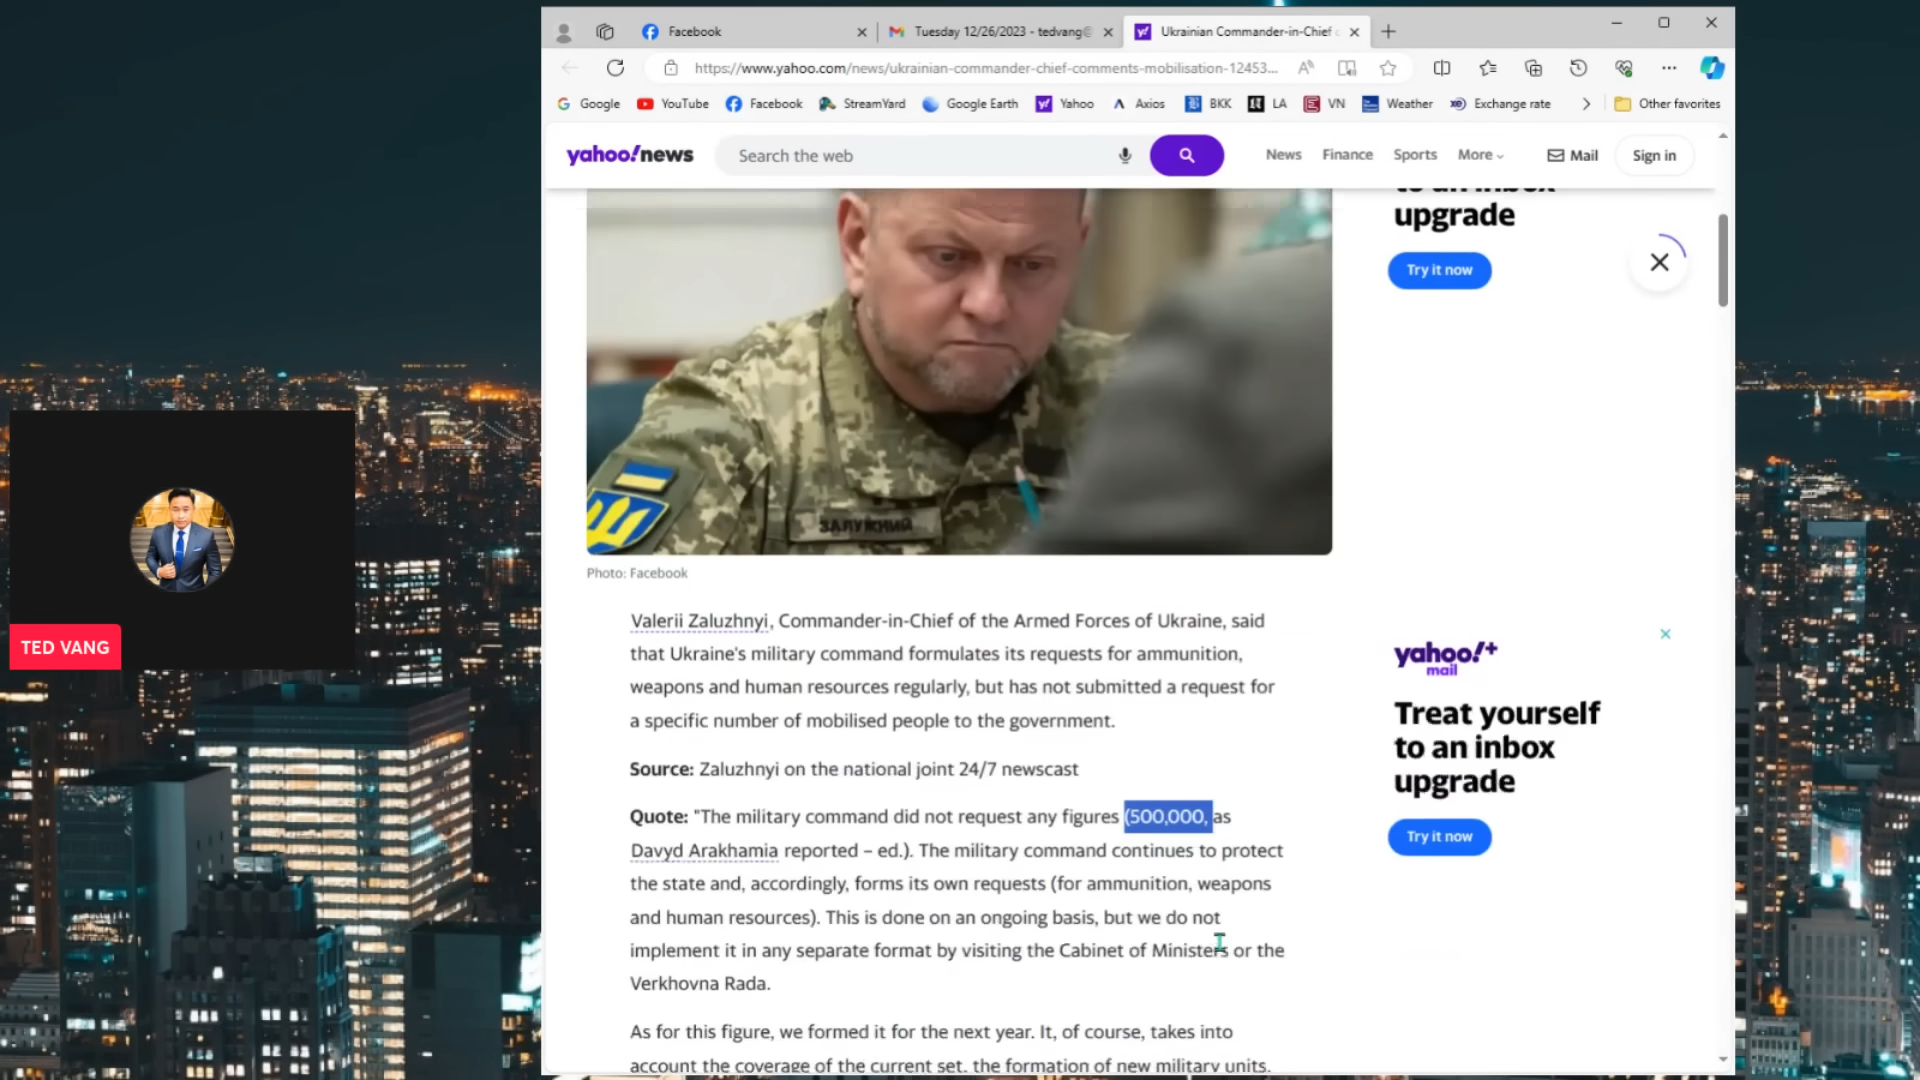 Facebook
Tuesday 12/26/2023 - tedvang@
Ukrainian Commander-in-Chief c
https://www.yahoo.com/news/ukrainian-commander-chief-comments-mobilisation-12453...
Google
YouTube
Facebook
StreamYard
Google Earth
Yahoo
Axios
BKK
LA
VN
Weather
Exchange rate
Other favorites
yahoo!news
Search the web
News
Finance
Sports
More
Mail
Sign in
to an inbox
upgrade
Try it now
ЗАЛУЖНИЙ
Photo: Facebook
TED VANG
Valerii Zaluzhnyi, Commander-in-Chief of the Armed Forces of Ukraine, said
that Ukraine's military command formulates its requests for ammunition,
weapons and human resources regularly, but has not submitted a request for
a specific number of mobilised people to the government.
Source: Zaluzhnyi on the national joint 24/7 newscast
Quote: "The military command did not request any figures (500,000, as
Davyd Arakhamia reported – ed.). The military command continues to protect
the state and, accordingly, forms its own requests (for ammunition, weapons
and human resources). This is done on an ongoing basis, but we do not
implement it in any separate format by visiting the Cabinet of Ministers or the
Verkhovna Rada.
As for this figure, we formed it for the next year. It, of course, takes into
account the coverage of the current set, the formation of new military units,
yahoo!+
mail
Treat yourself
to an inbox
upgrade
Try it now